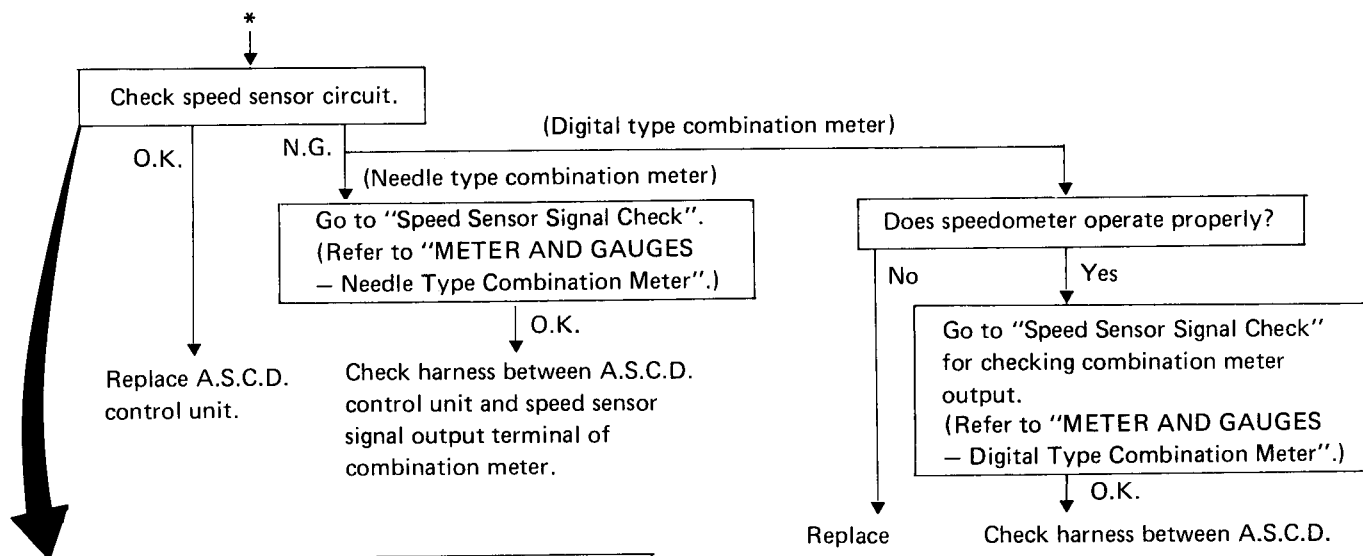 *
Check speed sensor circuit.
O.K.
N.G.
(Digital type combination meter)
(Needle type combination meter)
Go to "Speed Sensor Signal Check".
(Refer to "METER AND GAUGES
— Needle Type Combination Meter".)
O.K.
Replace A.S.C.D.
control unit.
Check harness between A.S.C.D.
control unit and speed sensor
signal output terminal of
combination meter.
Does speedometer operate properly?
No
Yes
Go to "Speed Sensor Signal Check"
for checking combination meter
output.
(Refer to "METER AND GAUGES
— Digital Type Combination Meter".)
O.K.
Replace
Check harness between A.S.C.D.